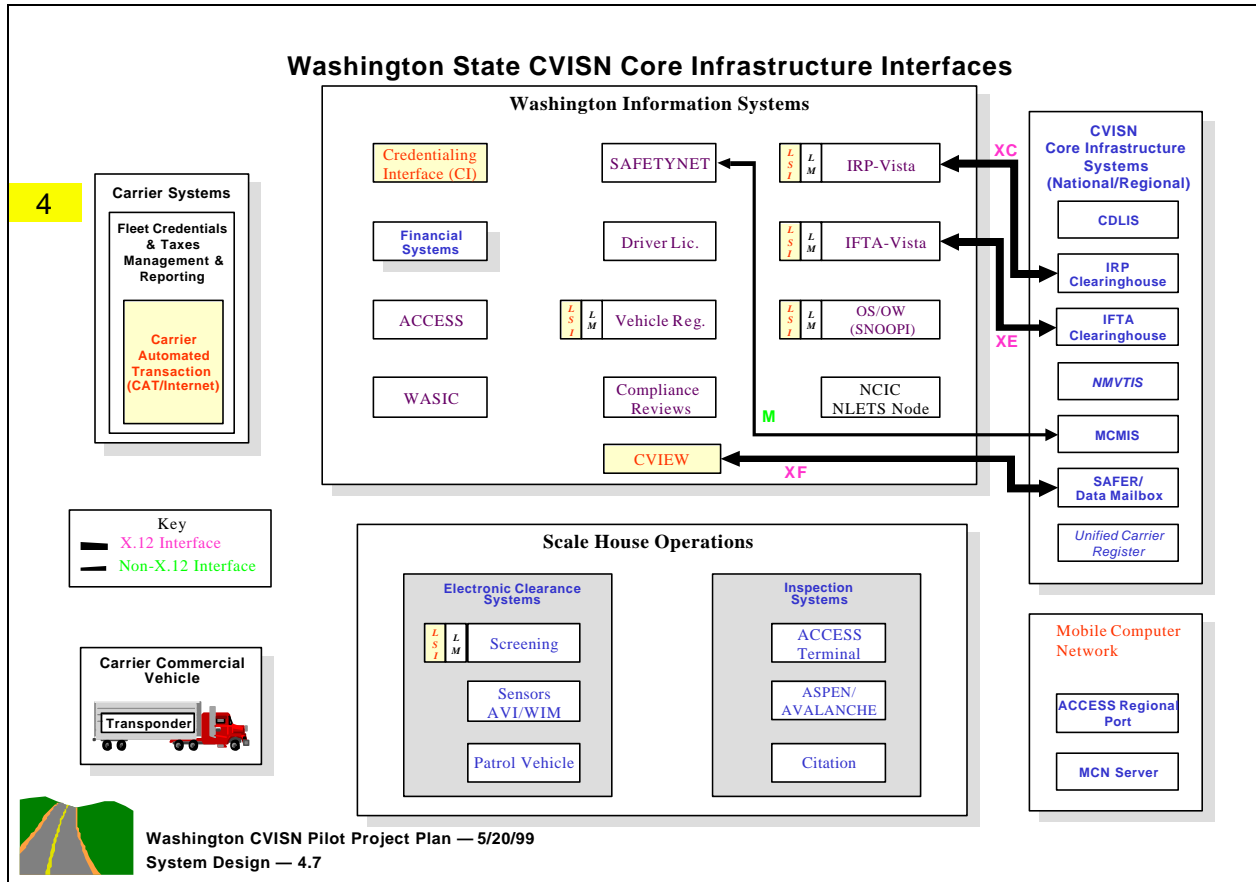 Washington State CVISN Core Infrastructure Interfaces
4
Carrier Systems
Fleet Credentials
& Taxes
Management &
Reporting
Carrier
Automated
Transaction
(CAT/Internet)
Key
X.12 Interface
Non-X.12 Interface
Carrier Commercial
Vehicle
Transponder
Washington Information Systems
Credentialing
Interface (CI)
SAFETYNET
L
S
I
L
M
IRP-Vista
Financial
Systems
Driver Lic.
L
S
I
L
M
IFTA-Vista
ACCESS
L
S
I
L
M
Vehicle Reg.
L
S
I
L
M
OS/OW
(SNOOPI)
WASIC
Compliance
Reviews
NCIC
NLETS Node
CVIEW
XC
XE
M
XF
CVISN
Core Infrastructure
Systems
(National/Regional)
CDLIS
IRP
Clearinghouse
IFTA
Clearinghouse
NMVTIS
MCMIS
SAFER/
Data Mailbox
Unified Carrier
Register
Scale House Operations
Electronic Clearance
Systems
L
S
I
L
M
Screening
Sensors
AVI/WIM
Patrol Vehicle
Inspection
Systems
ACCESS
Terminal
ASPEN/
AVALANCHE
Citation
Mobile Computer
Network
ACCESS Regional
Port
MCN Server
Washington CVISN Pilot Project Plan — 5/20/99
System Design — 4.7